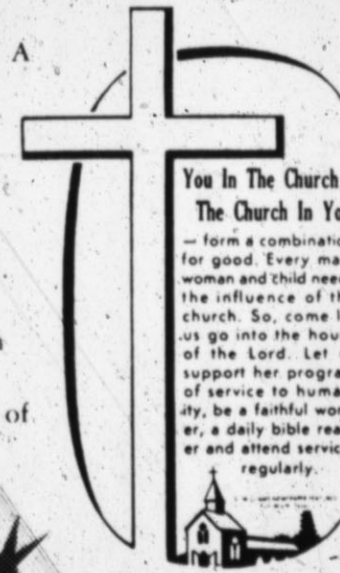 A
You In The Church
The Church In Yo
— form a combinatio
for good. Every ma
woman and child need
the influence of th
church. So, come l
us go into the hous
of the Lord. Let
support her progra
of service to human
ity, be a faithful wor
er, a daily bible rea
er and attend servic
regularly.
of